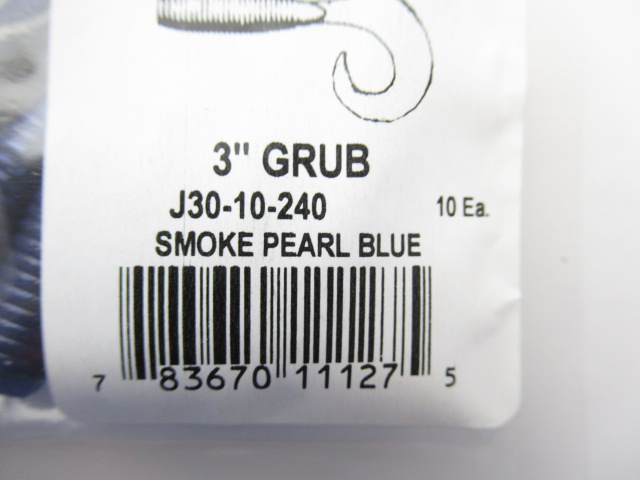 3" GRUB
J30-10-240 10 Ea.
SMOKE PEARL BLUE
7 83670 11127 5